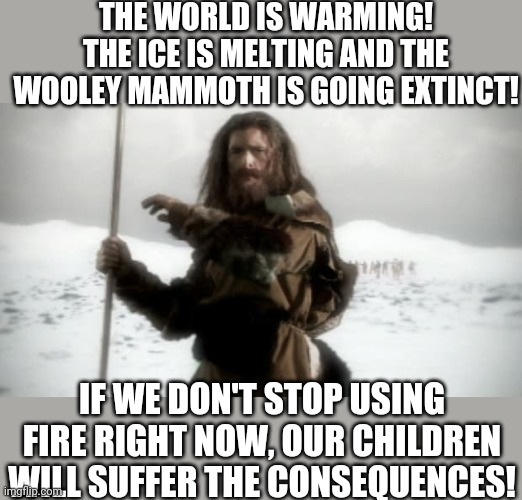 THE WORLD IS WARMING!
THE ICE IS MELTING AND THE
WOOLEY MAMMOTH IS GOING EXTINCT!
IF WE DON'T STOP USING
FIRE RIGHT NOW, OUR CHILDREN
WILL SUFFER THE CONSEQUENCES!
imgflip.com